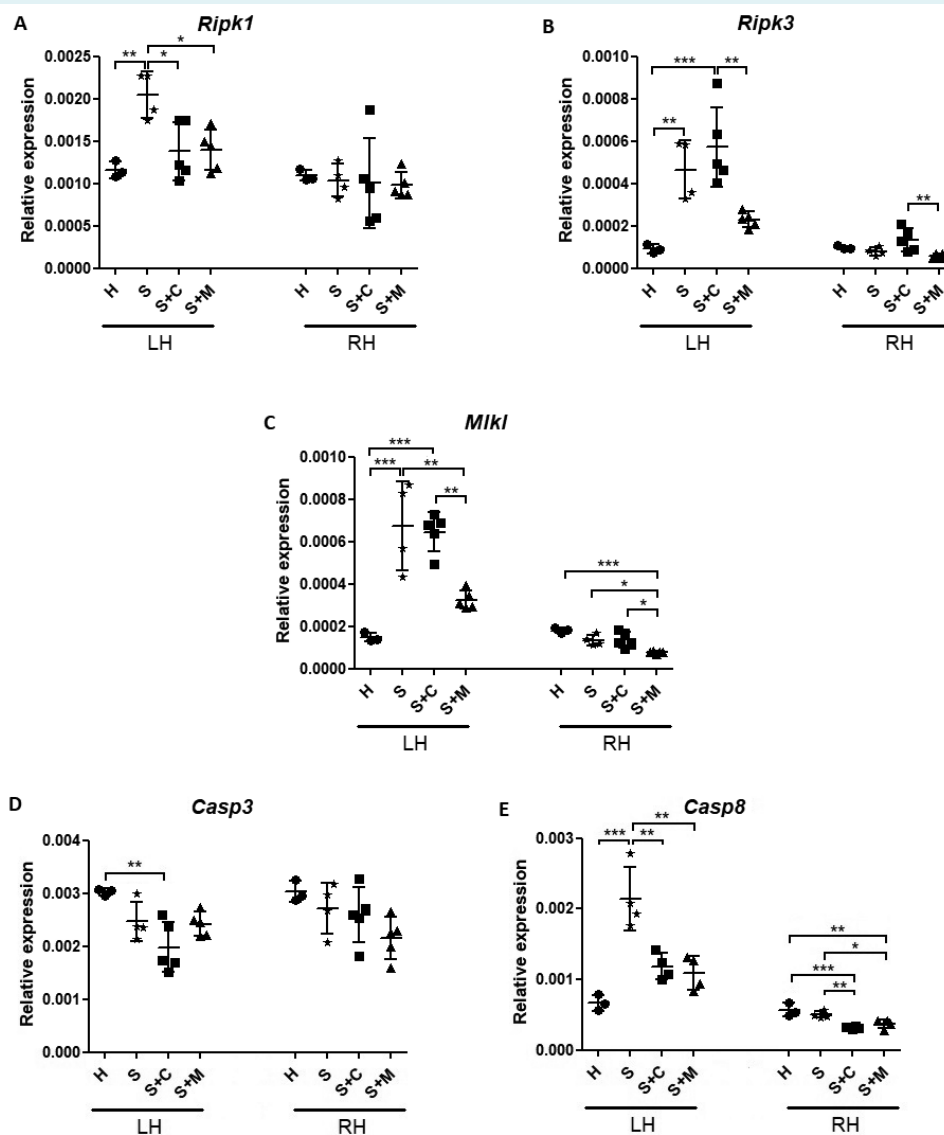 A
Ripk1
** * *
Relative expression
0.0025
0.0020
0.0015
0.0010
0.0005
0.0000
H S S+C S+M H S S+C S+M
LH RH
B
Ripk3
*** **
**
**
Relative expression
0.0010
0.0008
0.0006
0.0004
0.0002
0.0000
H S S+C S+M H S S+C S+M
LH RH
C
Mlkl
***
*** **
**
***
*
*
Relative expression
0.0010
0.0008
0.0006
0.0004
0.0002
0.0000
H S S+C S+M H S S+C S+M
LH RH
D
Casp3
**
Relative expression
0.004
0.003
0.002
0.001
0.000
H S S+C S+M H S S+C S+M
LH RH
E
Casp8
**
*** **
**
*
***
**
Relative expression
0.003
0.002
0.001
0.000
H S S+C S+M H S S+C S+M
LH RH